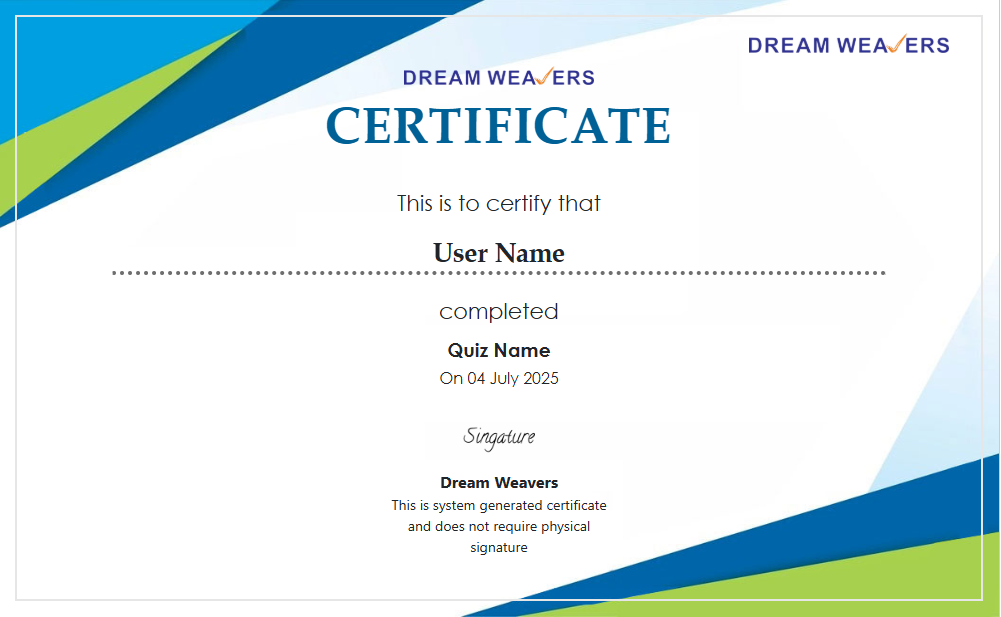 DREAM WEAVERS
DREAM WEAVERS
CERTIFICATE
This is to certify that
User Name
completed
Quiz Name
On 04 July 2025
Singature
Dream Weavers
This is system generated certificate
and does not require physical
signature